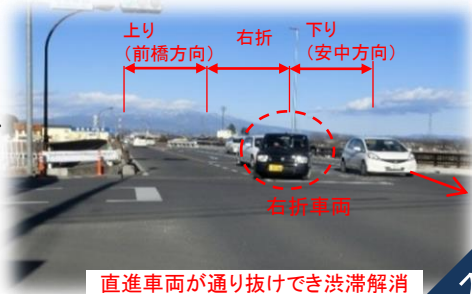 上り
（前橋方向）
右折
下り
（安中方向）
右折車両
直進車両が通り抜けでき渋滞解消